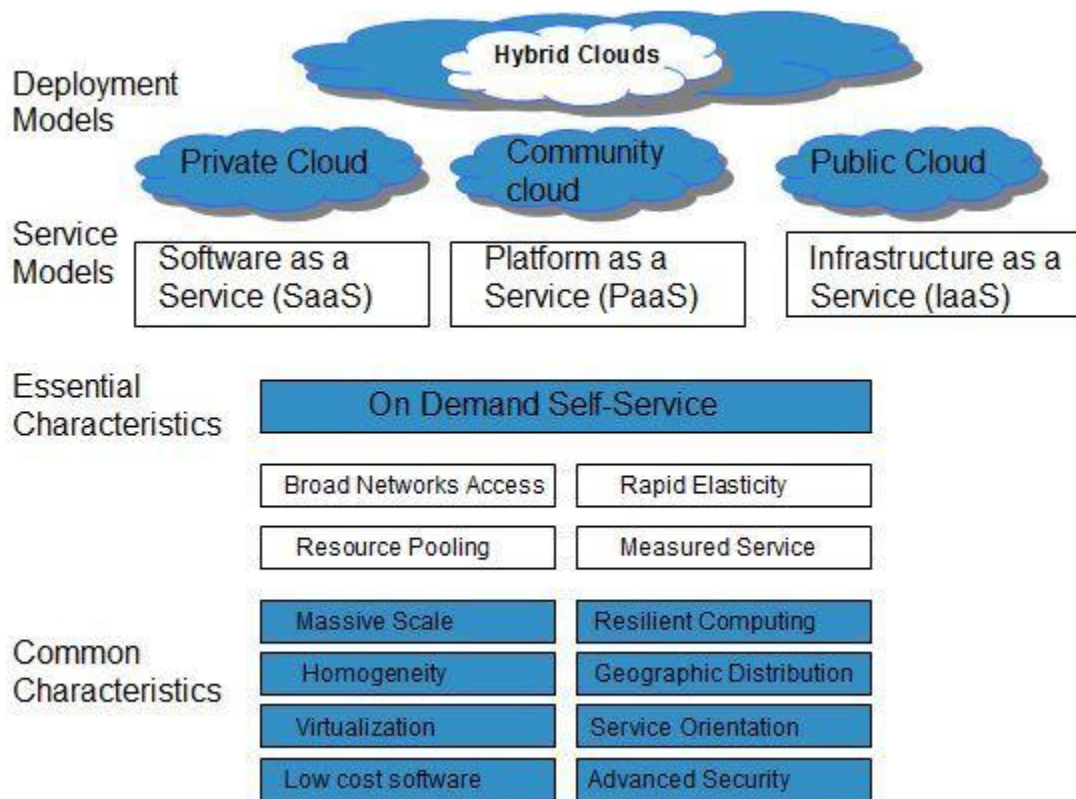 Hybrid Clouds
Deployment
Models
Private Cloud
Community
cloud
Public Cloud
Service
Models
Software as a
Service (SaaS)
Platform as a
Service (PaaS)
Infrastructure as a
Service (IaaS)
Essential
Characteristics
On Demand Self-Service
Broad Networks Access
Rapid Elasticity
Resource Pooling
Measured Service
Common
Characteristics
Massive Scale
Resilient Computing
Homogeneity
Geographic Distribution
Virtualization
Service Orientation
Low cost software
Advanced Security